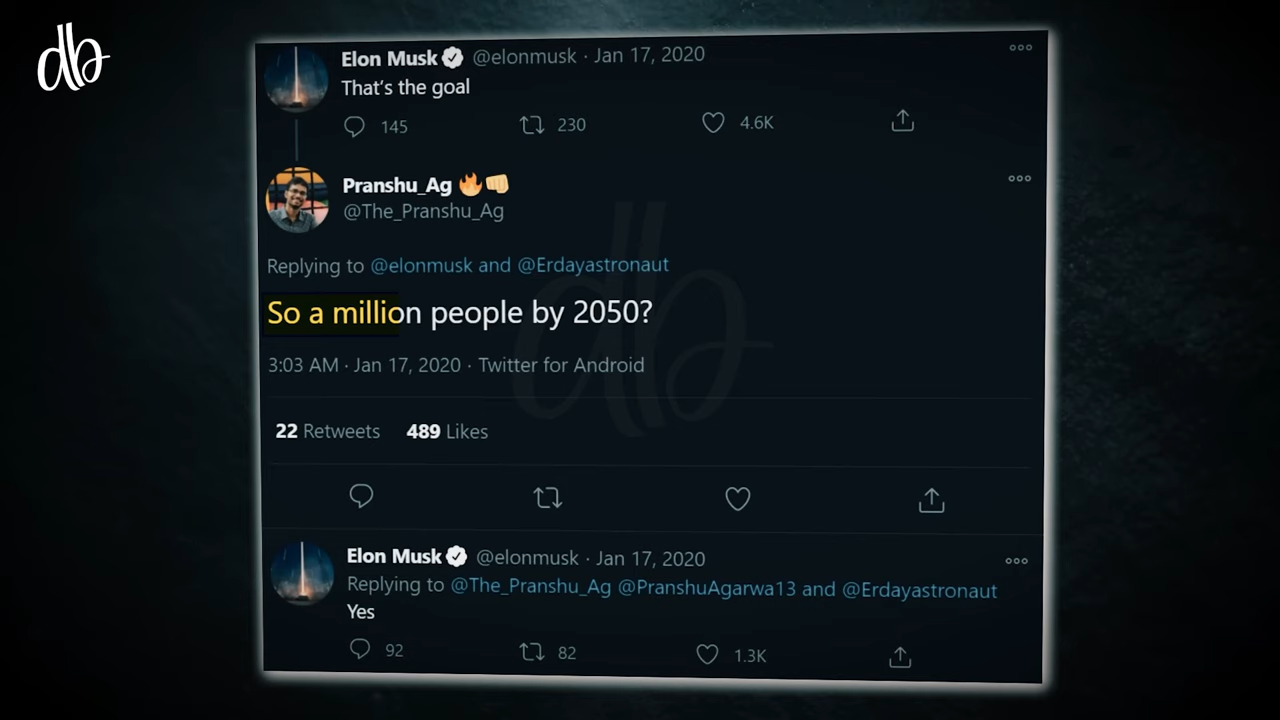 db
Elon Musk @elonmusk · Jan 17, 2020
That's the goal
145 230 4.6K
Pranshu_Ag 🔥👊
@The_Pranshu_Ag
Replying to @elonmusk and @Erdayastronaut
So a million people by 2050?
3:03 AM · Jan 17, 2020 · Twitter for Android
22 Retweets 489 Likes
Elon Musk @elonmusk · Jan 17, 2020
Replying to @The_Pranshu_Ag @PranshuAgarwa13 and @Erdayastronaut
Yes
92 82 1.3K